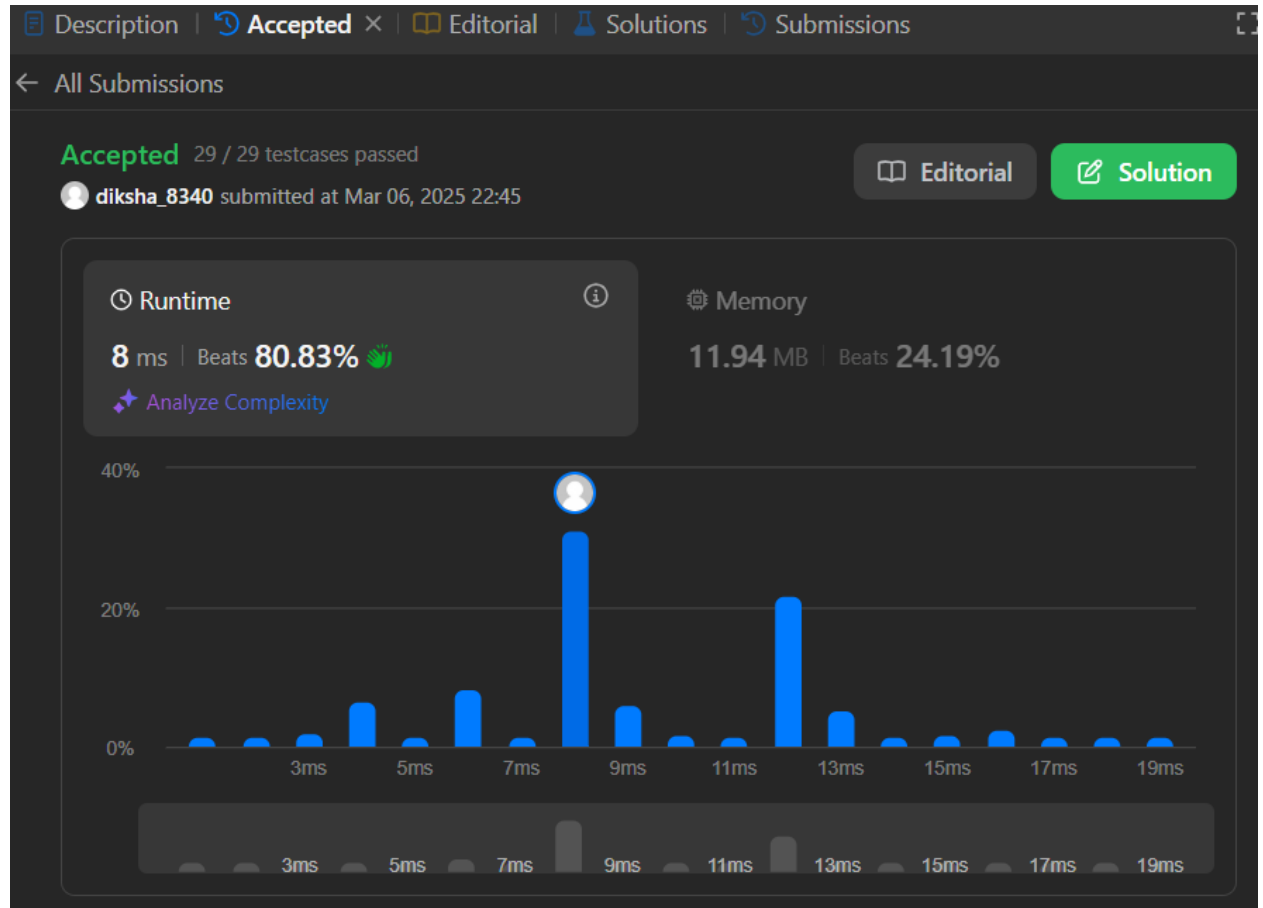 Description | Accepted × | Editorial | Solutions | Submissions
← All Submissions
Accepted 29 / 29 testcases passed
diksha_8340 submitted at Mar 06, 2025 22:45
Editorial
Solution
Runtime
8 ms | Beats 80.83%
Analyze Complexity
Memory
11.94 MB | Beats 24.19%
40%
20%
0%
3ms 5ms 7ms 9ms 11ms 13ms 15ms 17ms 19ms
3ms 5ms 7ms 9ms 11ms 13ms 15ms 17ms 19ms